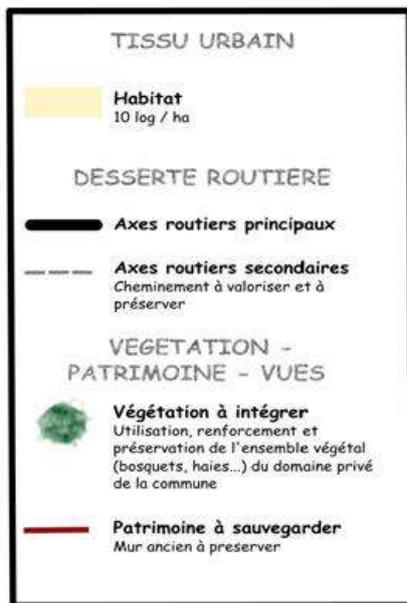 TISSU URBAIN
Habitat
10 log / ha
DESSERTE ROUTIERE
Axes routiers principaux
Axes routiers secondaires
Cheminement à valoriser et à
préserver
VEGETATION -
PATRIMOINE - VUES
Végétation à intégrer
Utilisation, renforcement et
préservation de l'ensemble végétal
(bosquets, haies...) du domaine privé
de la commune
Patrimoine à sauvegarder
Mur ancien à preserver